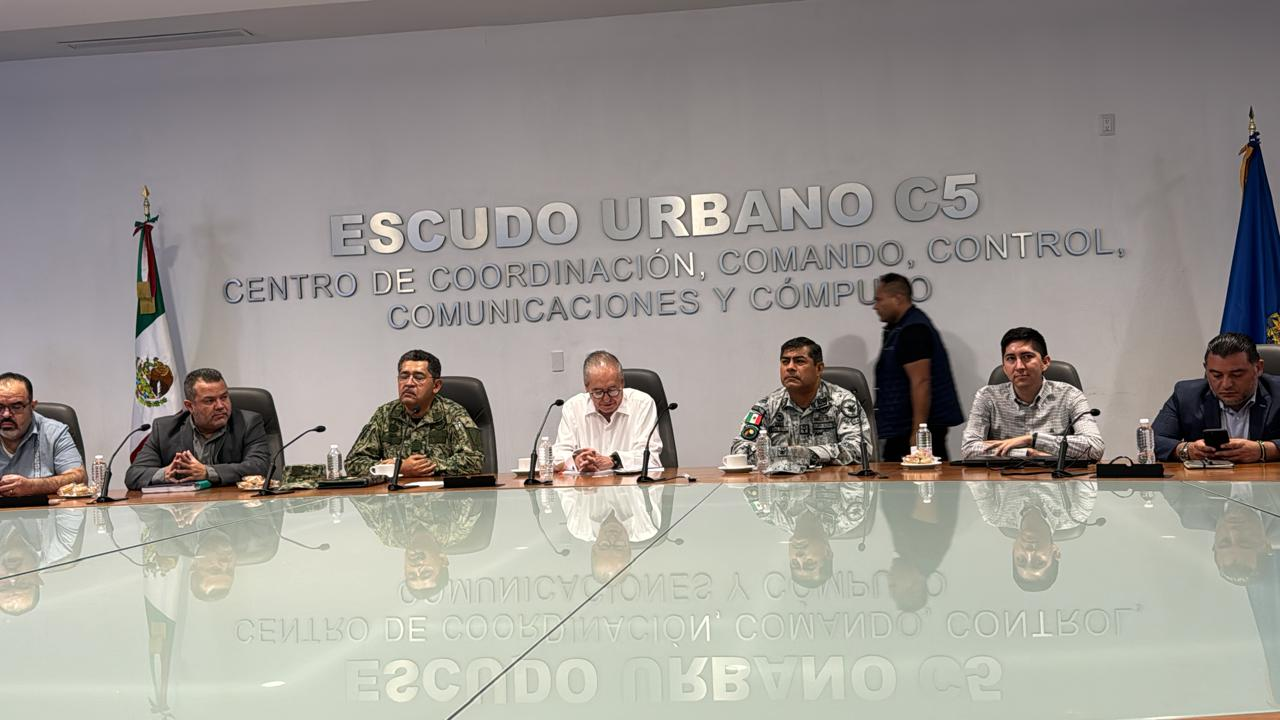 ESCUDO URBANO C5
CENTRO DE COORDINACIÓN, COMANDO, CONTROL,
COMUNICACIONES Y CÓMPUTO